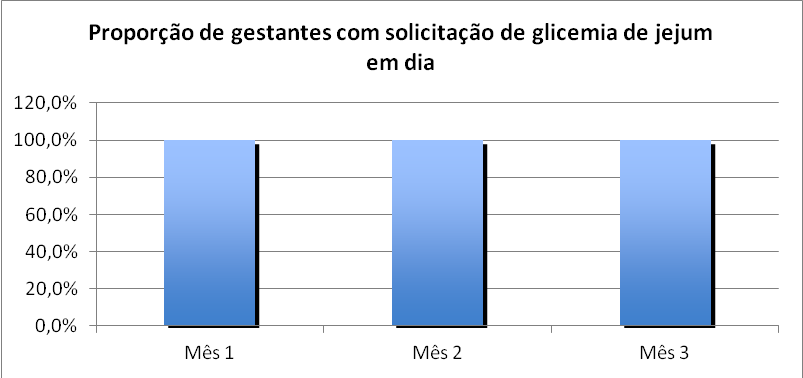 Proporção de gestantes com solicitação de glicemia de jejum
em dia
120,0%
100,0%
80,0%
60,0%
40,0%
20,0%
0,0%
Mês 1
Mês 2
Mês 3